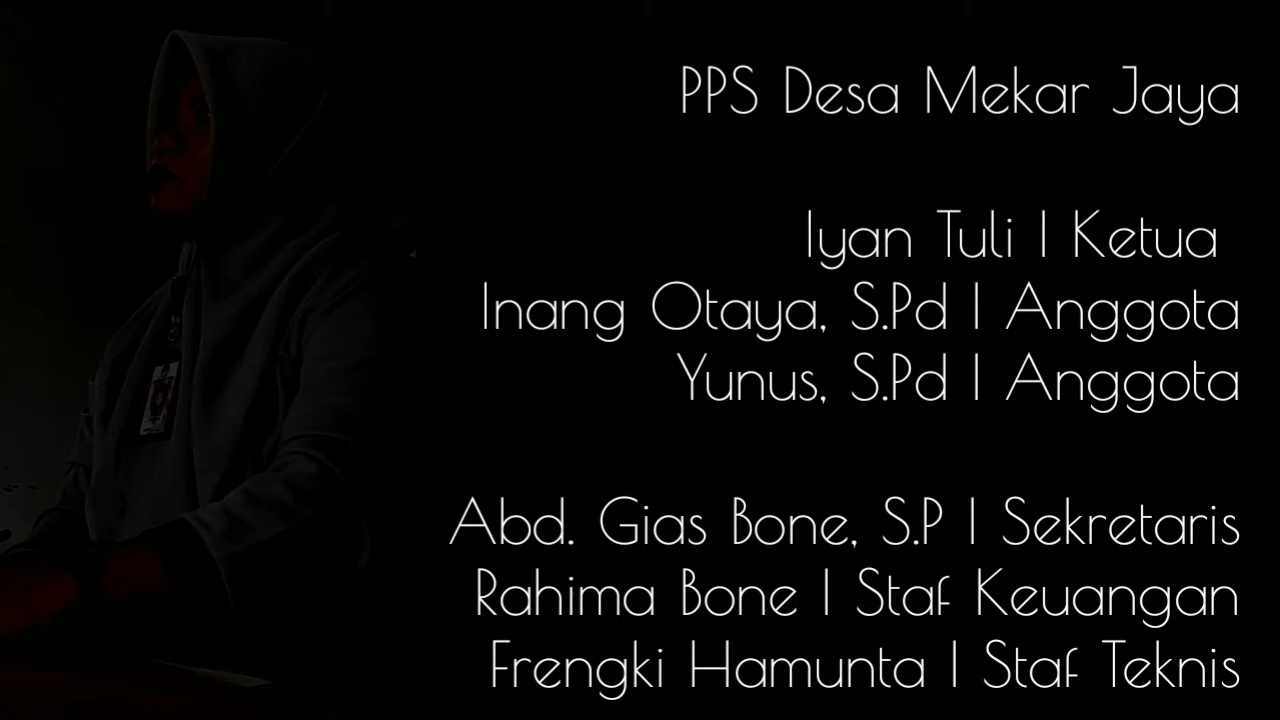 PPS Desa Mekar Jaya
Iyan Tuli | Ketua
Inang Otaya, S.Pd | Anggota
Yunus, S.Pd | Anggota
Abd. Gias Bone, S.P | Sekretaris
Rahima Bone | Staf Keuangan
Frengki Hamunta | Staf Teknis